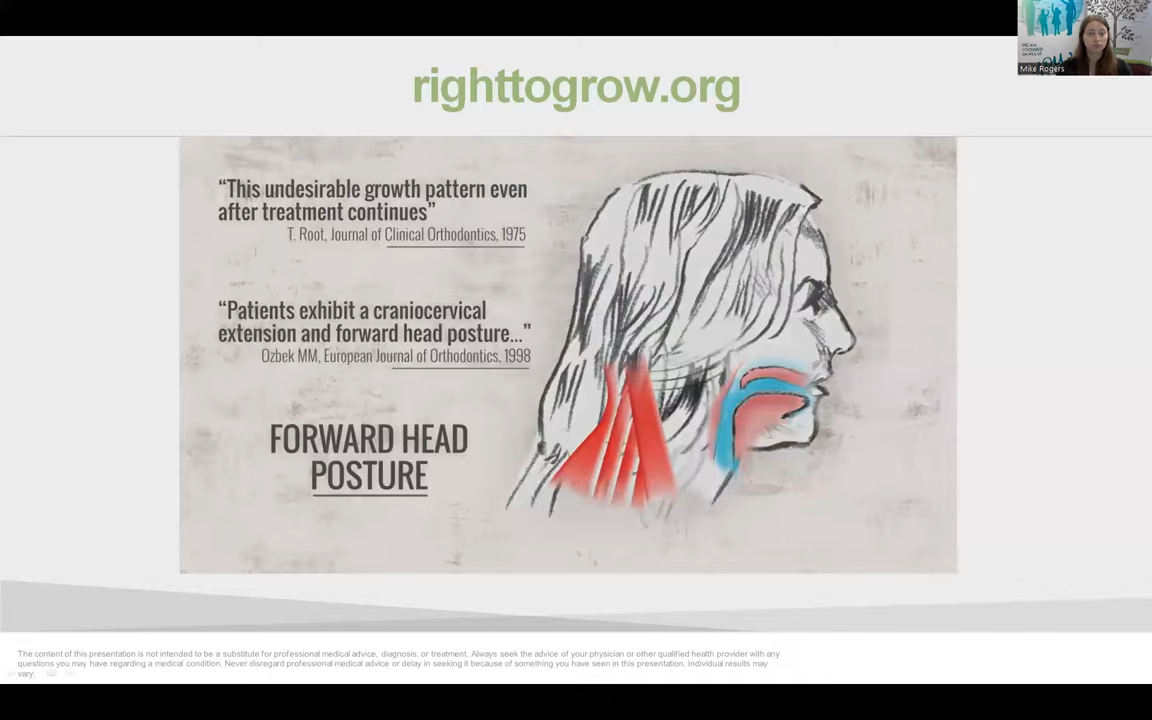 righttogrow.org
Mike Rogers
“This undesirable growth pattern even
after treatment continues”
T. Root, Journal of Clinical Orthodontics, 1975
“Patients exhibit a craniocervical
extension and forward head posture...”
Ozbek MM, European Journal of Orthodontics, 1998
FORWARD HEAD
POSTURE
The content of this presentation is not intended to be a substitute for professional medical advice, diagnosis, or treatment. Always seek the advice of your physician or other qualified health provider with any
questions you may have regarding a medical condition. Never disregard professional medical advice or delay in seeking it because of something you have seen in this presentation. Individual results may
vary.